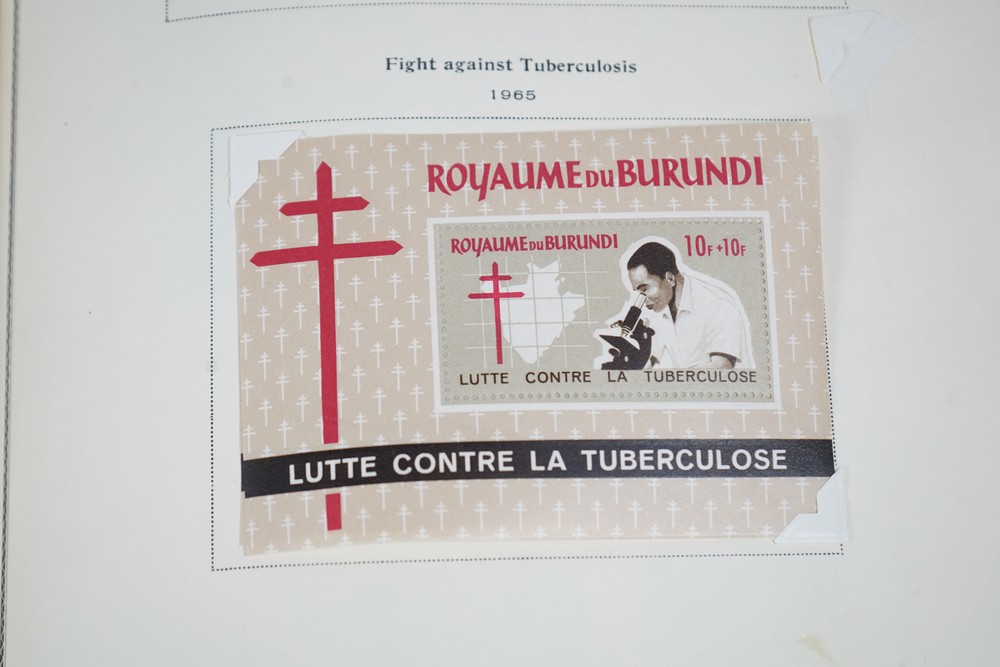 Fight against Tuberculosis
1965
ROYAUME DU BURUNDI
ROYAUME DU BURUNDI 10F+10F
LUTTE CONTRE LA TUBERCULOSE
LUTTE CONTRE LA TUBERCULOSE